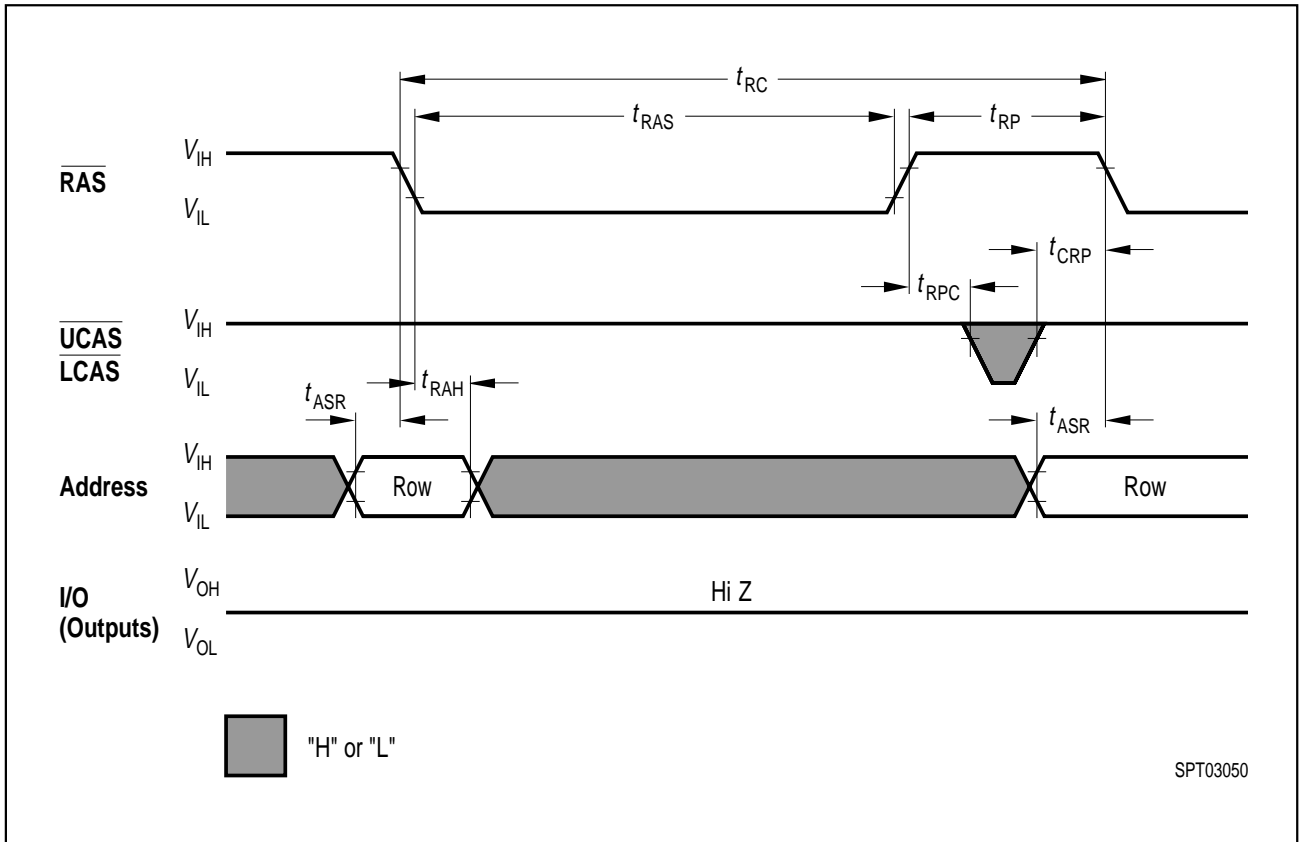 tRC
tRAS
tRP
RAS
VIH
VIL
tCRP
tRPC
UCAS
LCAS
VIH
VIL
tASR
tRAH
tASR
Address
VIH
VIL
Row
Row
I/O
(Outputs)
VOH
VOL
Hi Z
"H" or "L"
SPT03050